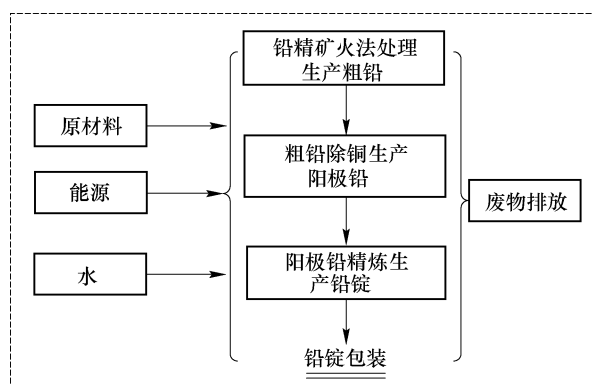 铅精矿火法处理
生产粗铅
原材料
粗铅除铜生产
阳极铅
能源
废物排放
阳极铅精炼生
产铅锭
水
铅锭包装